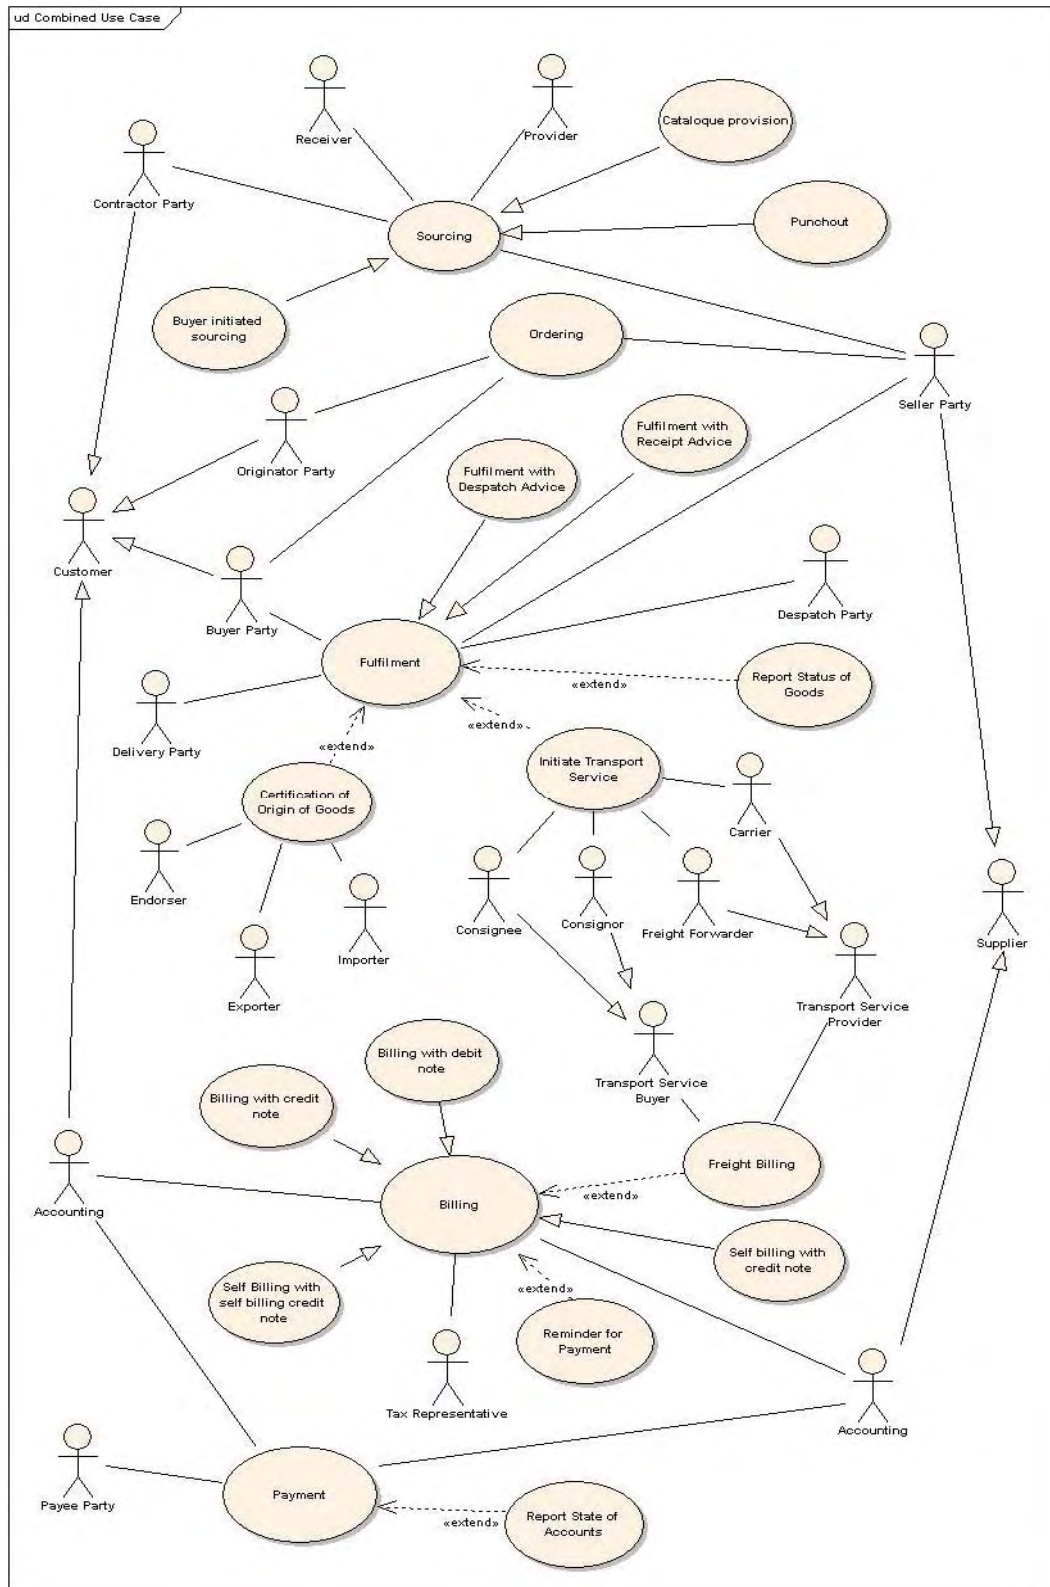 ud Combined Use Case
Receiver
Provider
Cataloque provision
Contractor Party
Punchout
Sourcing
Buyer initiated
sourcing
Ordering
Seller Party
Originator Party
Fulfilment with
Receipt Advice
Fulfilment with
Despatch Advice
Customer
Buyer Party
Despatch Party
Fulfilment
Report Status of
Goods
«extend»
Delivery Party
«extend»
«extend»
Initiate Transport
Service
Certification of
Origin of Goods
Carrier
Endorser
Consignee
Consignor
Freight Forwarder
Supplier
Importer
Exporter
Transport Service
Provider
Transport Service
Buyer
Billing with debit
note
Billing with credit
note
Freight Billing
«extend»
Accounting
Billing
Self billing with
credit note
Self Billing with
self billing credit
note
«extend»
Reminder for
Payment
Tax Representative
Accounting
Payee Party
Payment
«extend»
Report State of
Accounts